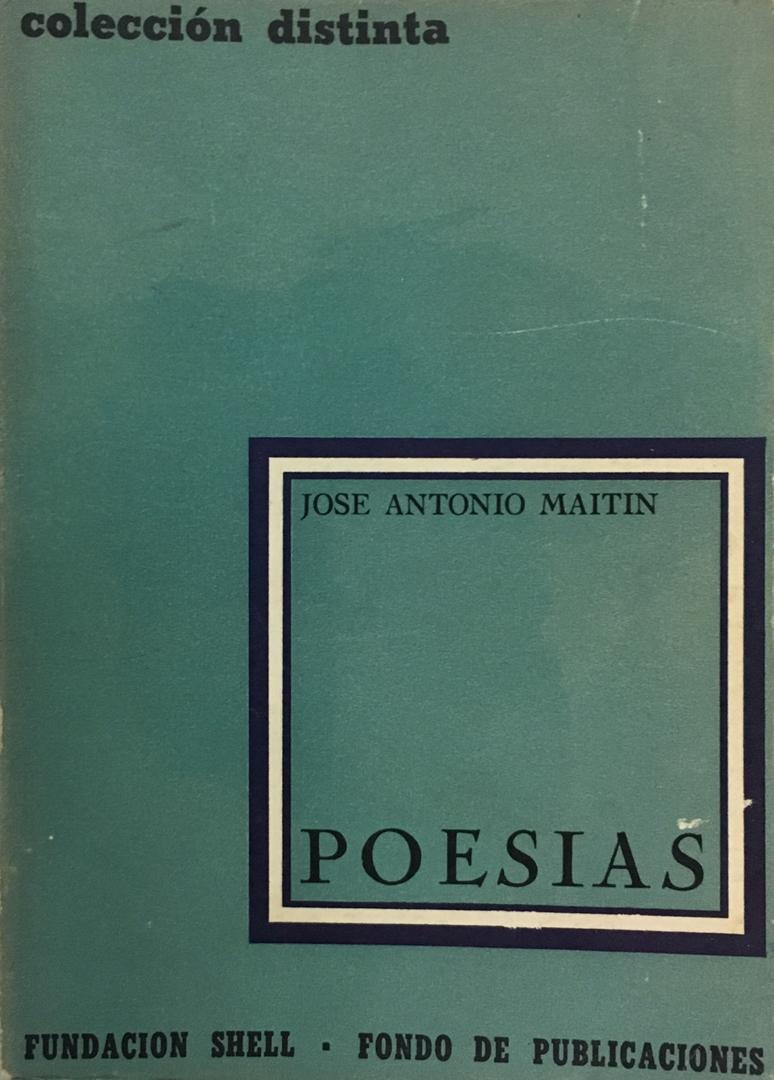 colección distinta
JOSE ANTONIO MAITIN
POESIAS
FUNDACION SHELL · FONDO DE PUBLICACIONES